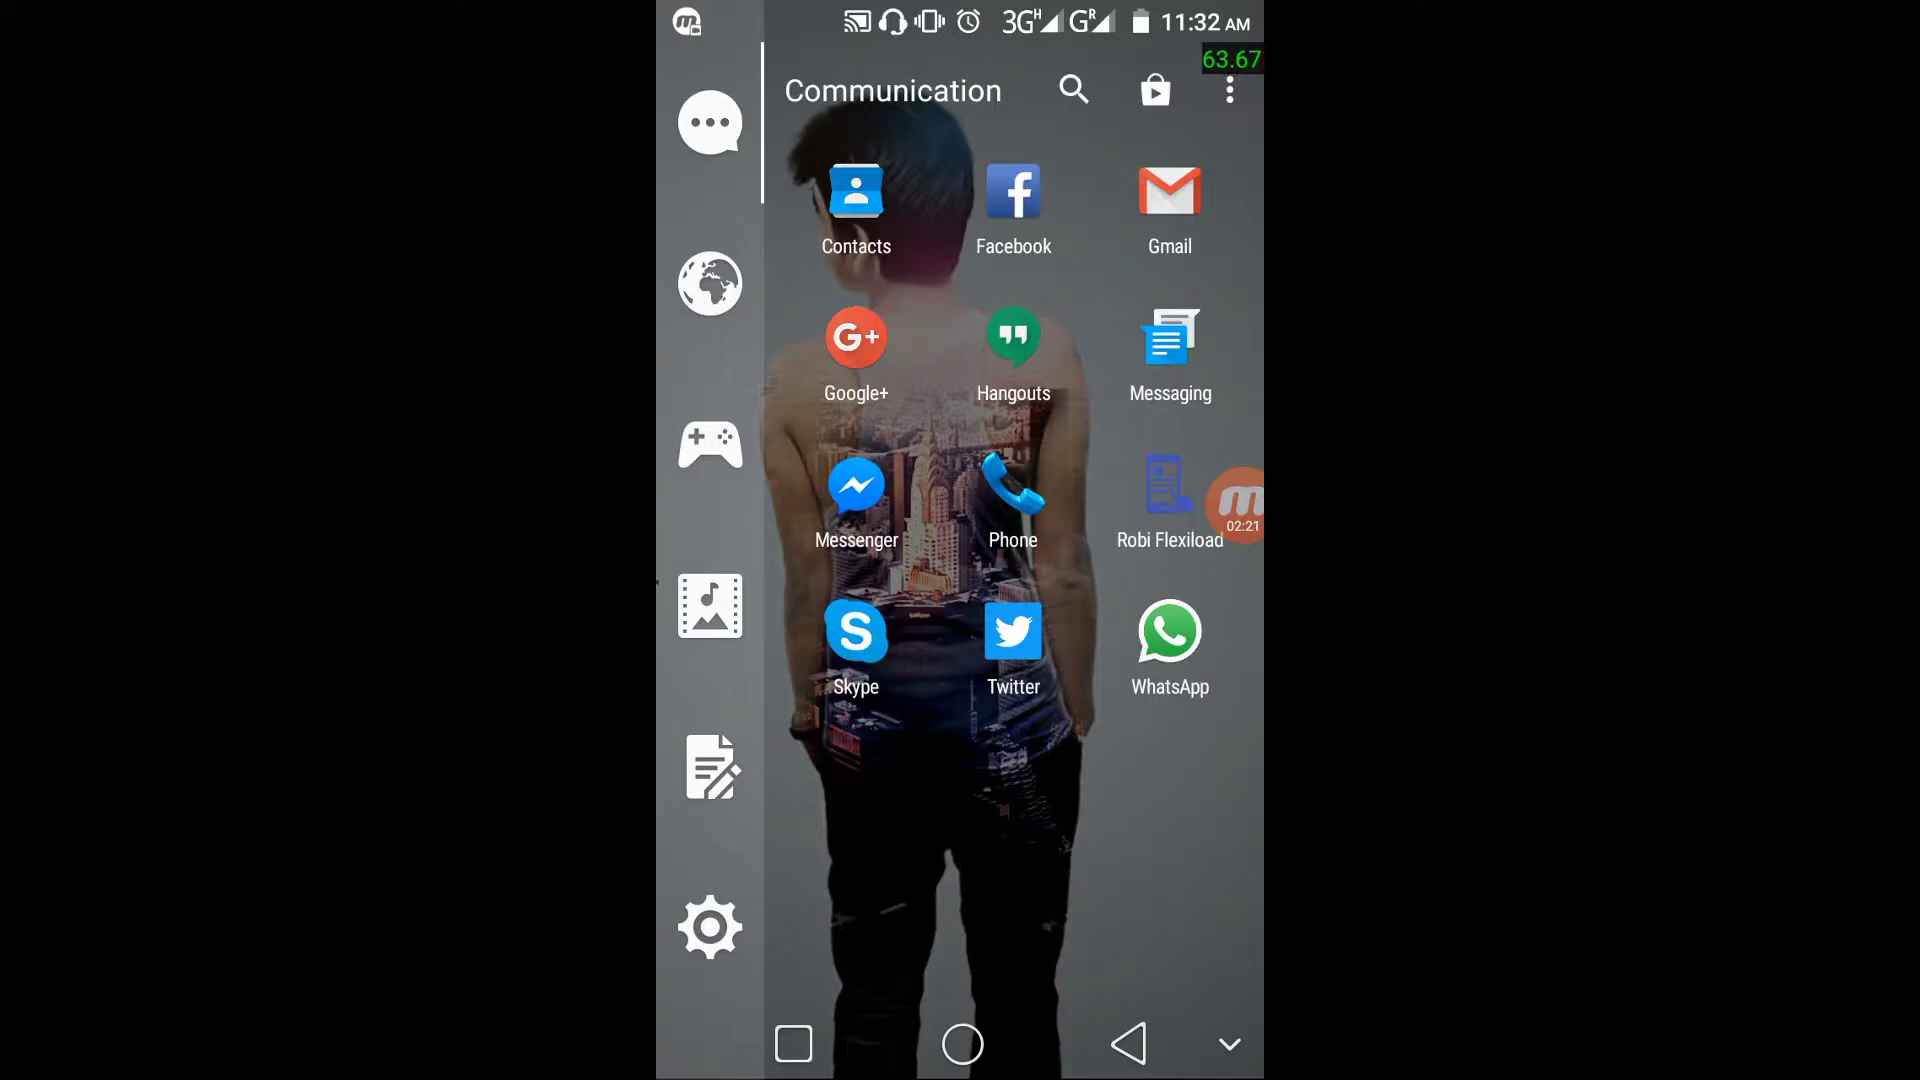 3G H G R 11:32 AM
63.67
Communication
Contacts Facebook Gmail
G+
Google+ Hangouts Messaging
02:21
Messenger Phone Robi Flexiload
S
Skype Twitter WhatsApp